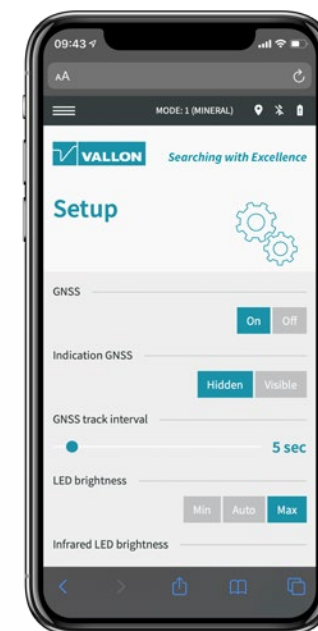 09:43
AA
MODE: 1 (MINERAL)
VALLON Searching with Excellence
Setup
GNSS
On Off
Indication GNSS
Hidden Visible
GNSS track interval
5 sec
LED brightness
Min Auto Max
Infrared LED brightness